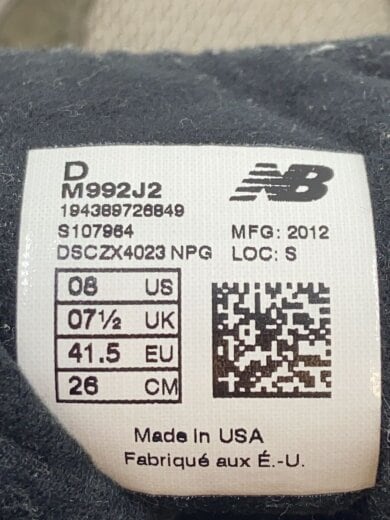 D
M992J2
194389726849
S107964
DSCZX4023 NPG
NB
MFG: 2012
LOC: S
08 US
07½ UK
41.5 EU
26 CM
Made in USA
Fabriqué aux É.-U.